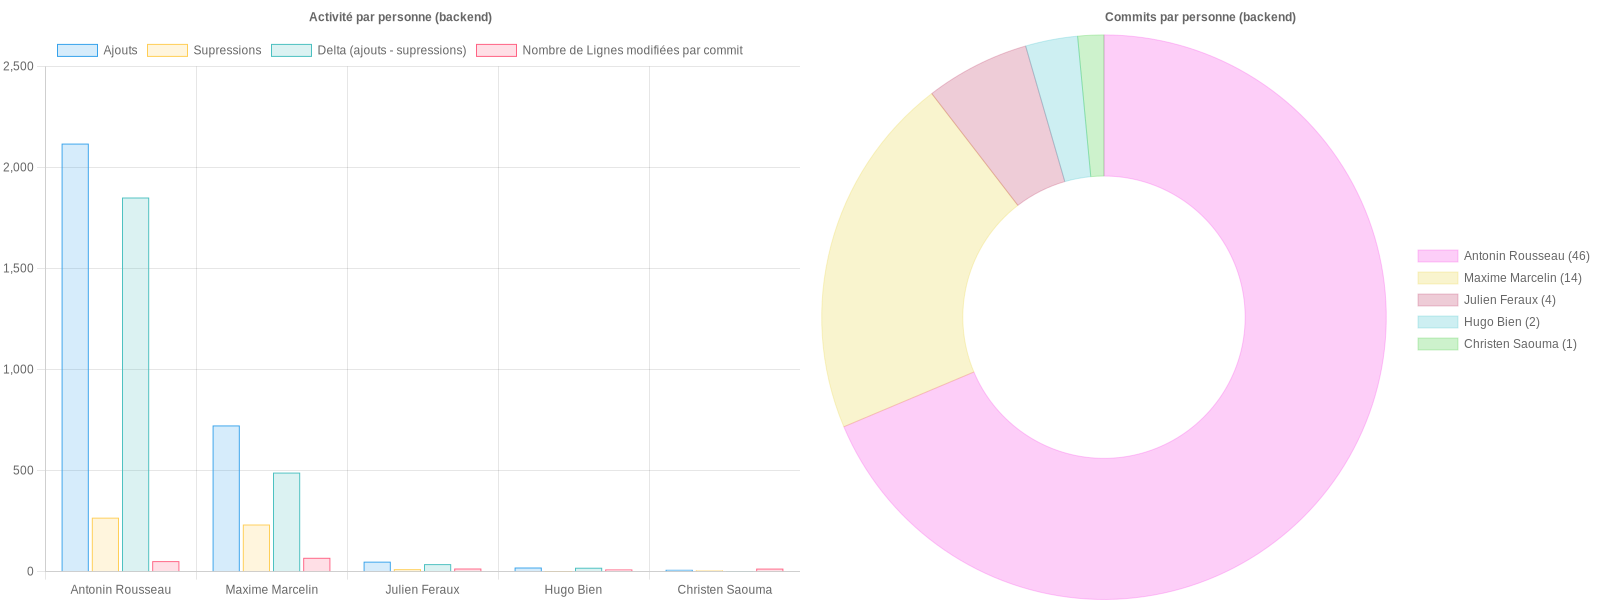 Activité par personne (backend)
Ajouts
Supressions
Delta (ajouts - supressions)
Nombre de Lignes modifiées par commit
2,500
2,000
1,500
1,000
500
0
Antonin Rousseau
Maxime Marcelin
Julien Feraux
Hugo Bien
Christen Saouma
Commits par personne (backend)
Antonin Rousseau (46)
Maxime Marcelin (14)
Julien Feraux (4)
Hugo Bien (2)
Christen Saouma (1)